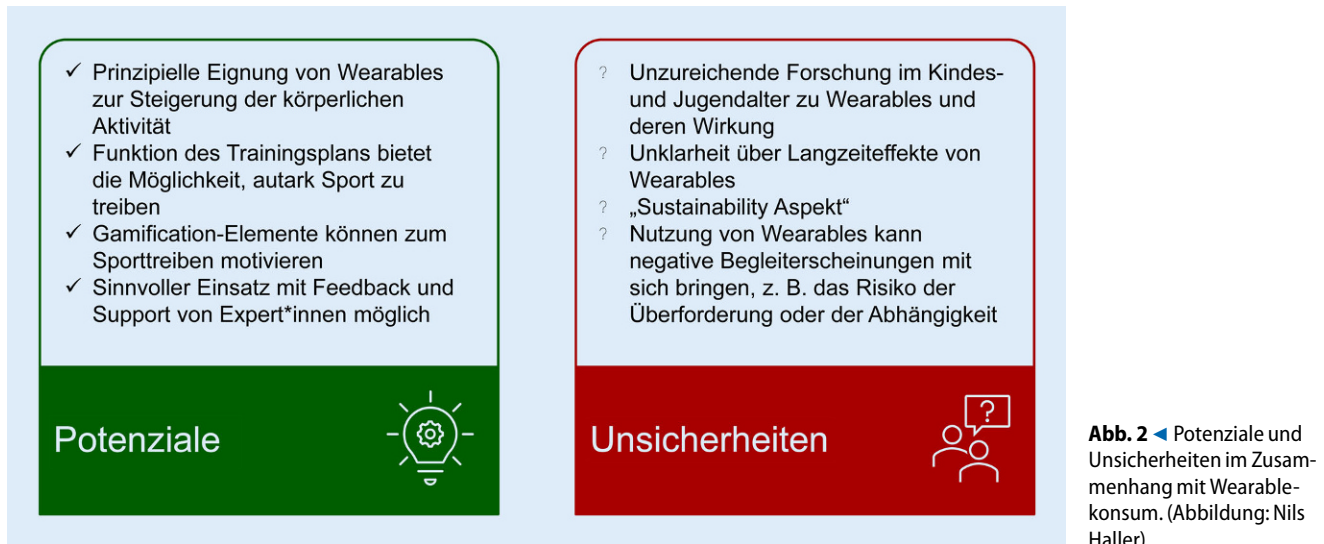 ✓ Prinzipielle Eignung von Wearables
zur Steigerung der körperlichen
Aktivität
✓ Funktion des Trainingsplans bietet
die Möglichkeit, autark Sport zu
treiben
✓ Gamification-Elemente können zum
Sporttreiben motivieren
✓ Sinnvoller Einsatz mit Feedback und
Support von Expert*innen möglich
Potenziale
? Unzureichende Forschung im Kindes-
und Jugendalter zu Wearables und
deren Wirkung
? Unklarheit über Langzeiteffekte von
Wearables
? „Sustainability Aspekt“
? Nutzung von Wearables kann
negative Begleiterscheinungen mit
sich bringen, z. B. das Risiko der
Überforderung oder der Abhängigkeit
Unsicherheiten
?
Abb. 2 ◄ Potenziale und
Unsicherheiten im Zusam-
menhang mit Wearable-
konsum. (Abbildung: Nils
Haller)